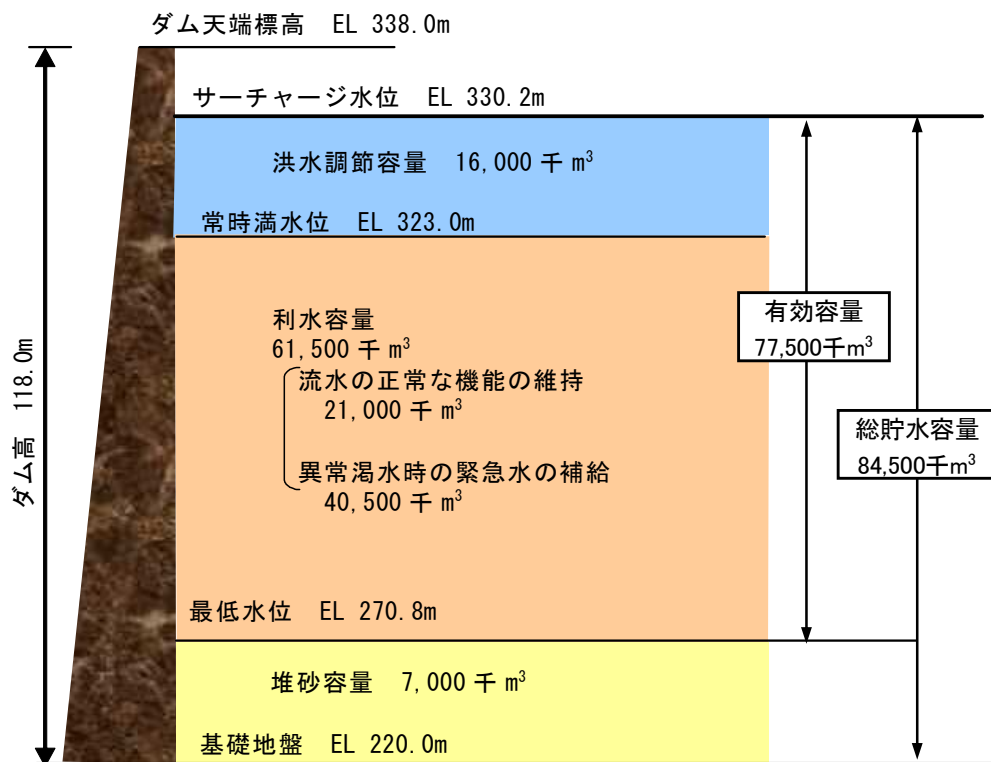 ダム天端標高 EL 338.0m
サーチャージ水位 EL 330.2m
洪水調節容量 16,000 千 m³
常時満水位 EL 323.0m
利水容量
61,500 千 m³
流水の正常な機能の維持
21,000 千 m³
異常渇水時の緊急水の補給
40,500 千 m³
最低水位 EL 270.8m
堆砂容量 7,000 千 m³
基礎地盤 EL 220.0m
ダム高 118.0m
有効容量
77,500千m³
総貯水容量
84,500千m³